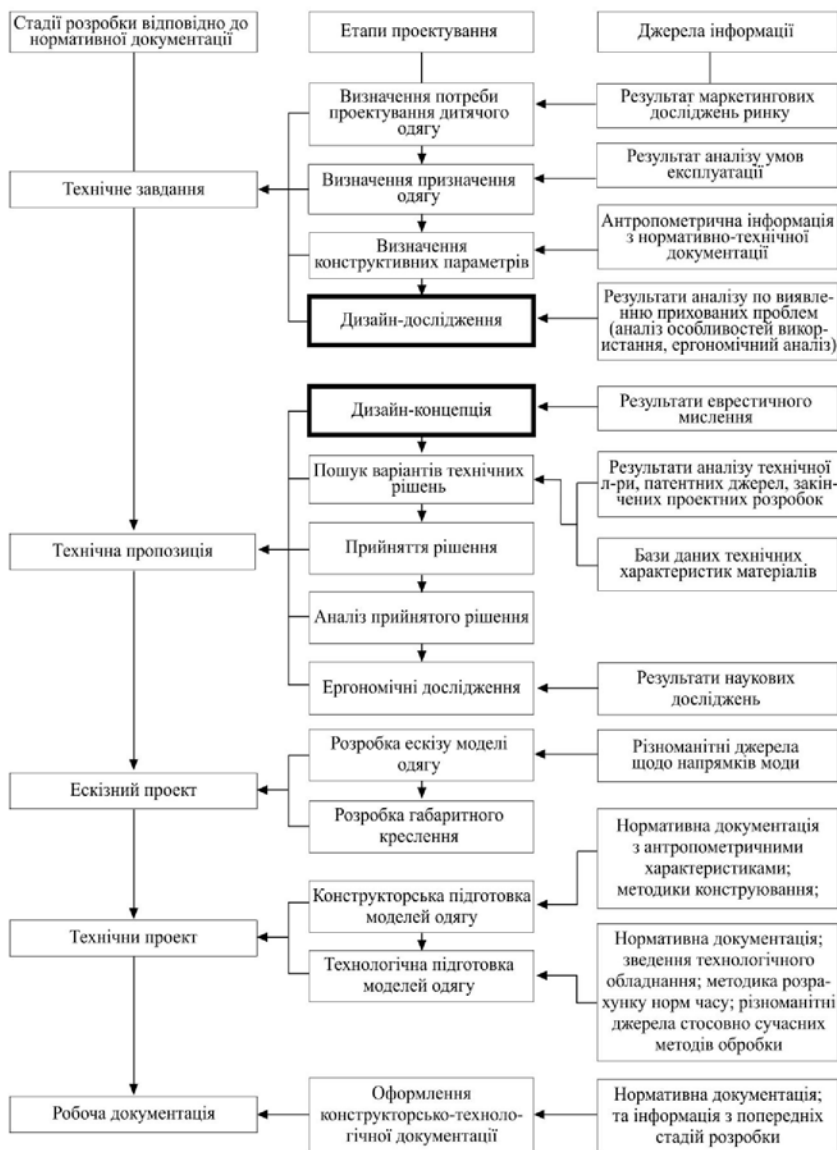 Стадії розробки відповідно до
нормативної документації
Етапи проектування
Джерела інформації
Визначення потреби
проектування дитячого
одягу
Результат маркетингових
досліджень ринку
Технічне завдання
Визначення призначення
одягу
Результат аналізу умов
експлуатації
Визначення
конструктивних параметрів
Антропометрична інформація
з нормативно-технічної
документації
Дизайн-дослідження
Результати аналізу по виявле-
нню прихованих проблем
(аналіз особливостей викор-
истання, ергономічний аналіз)
Дизайн-концепція
Результати еврестичного
мислення
Пошук варіантів технічних
рішень
Результати аналізу технічної
л-ри, патентних джерел, закін-
чених проектних розробок
Технічна пропозиція
Прийняття рішення
Бази даних технічних
характеристик матеріалів
Аналіз прийнятого рішення
Ергономічні дослідження
Результати наукових
досліджень
Розробка ескізу моделі
одягу
Різноманітні джерела
щодо напрямків моди
Ескізний проект
Розробка габаритного
креслення
Нормативна документація
з антропометричними
характеристиками;
методики конструювання;
Конструкторська підготовка
моделей одягу
Технічни проект
Технологічна підготовка
моделей одягу
Нормативна документація;
зведення технологічного
обладнання; методика розра-
хунку норм часу; різноманітні
джерела стосовно сучасних
методів обробки
Робоча документація
Оформлення
конструкторсько-техноло-
гічної документації
Нормативна документація;
та інформація з попередніх
стадій розробки